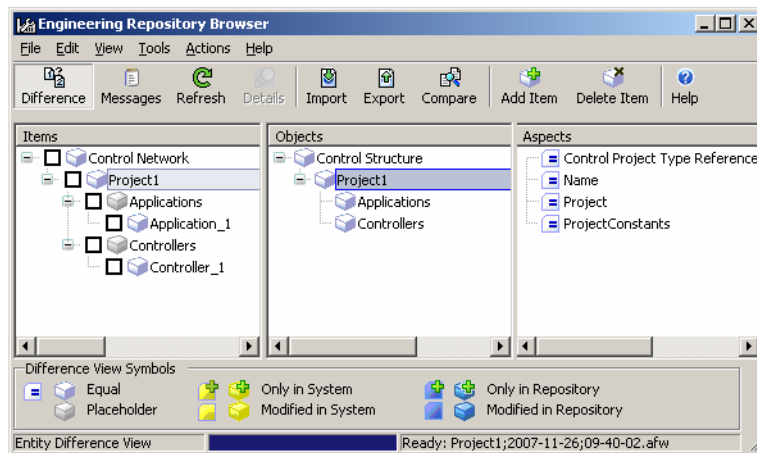 Engineering Repository Browser
File Edit View Tools Actions Help
Difference Messages Refresh Details Import Export Compare Add Item Delete Item Help
Items
Control Network
Project1
Applications
Application_1
Controllers
Controller_1
Objects
Control Structure
Project1
Applications
Controllers
Aspects
Control Project Type Reference
Name
Project
ProjectConstants
Difference View Symbols
Equal Only in System Only in Repository
Placeholder Modified in System Modified in Repository
Entity Difference View Ready: Project1;2007-11-26;09-40-02.afw